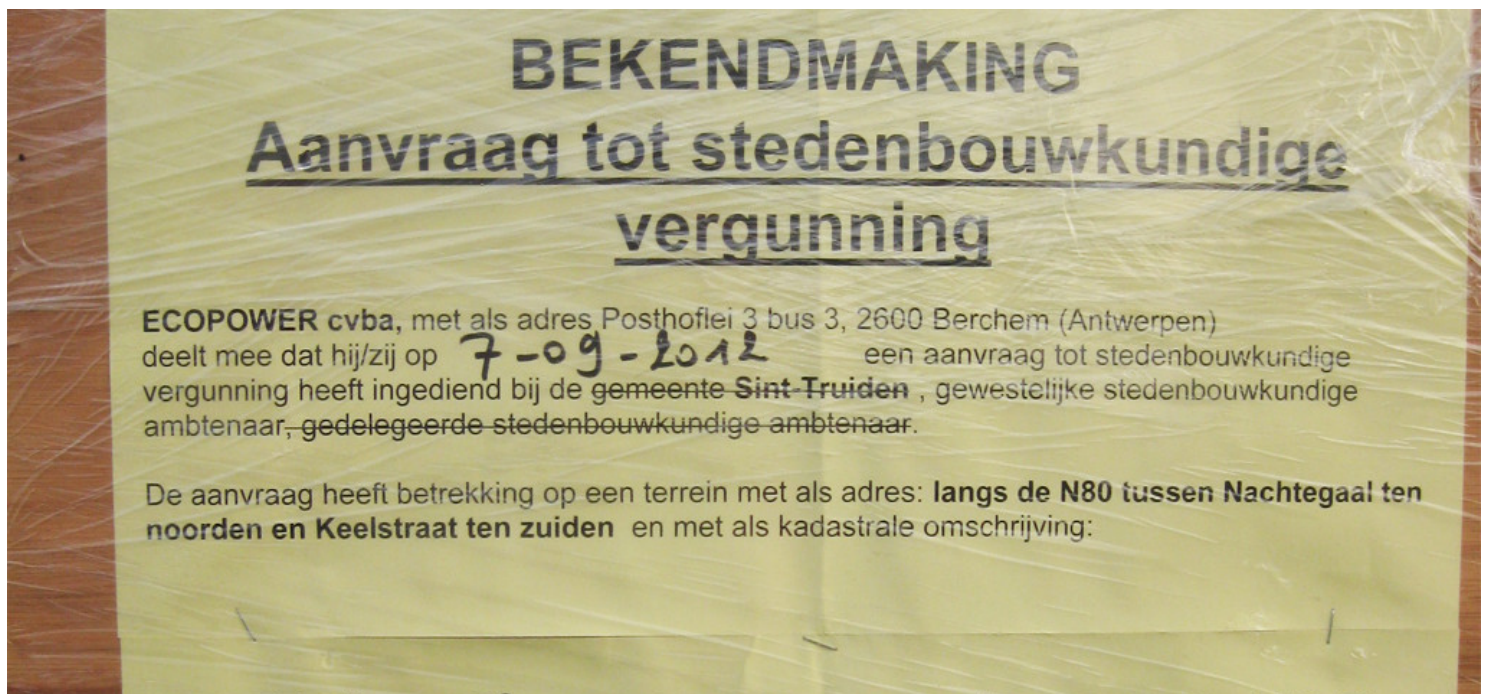 BEKENDMAKING
Aanvraag tot stedenbouwkundige
vergunning
ECOPOWER cvba, met als adres Posthoflei 3 bus 3, 2600 Berchem (Antwerpen)
deelt mee dat hij/zij op 7-09-2012 een aanvraag tot stedenbouwkundige
vergunning heeft ingediend bij de gemeente Sint-Truiden , gewestelijke stedenbouwkundige
ambtenaar, gedelegeerde stedenbouwkundige ambtenaar.
De aanvraag heeft betrekking op een terrein met als adres: langs de N80 tussen Nachtegaal ten
noorden en Keelstraat ten zuiden en met als kadastrale omschrijving: